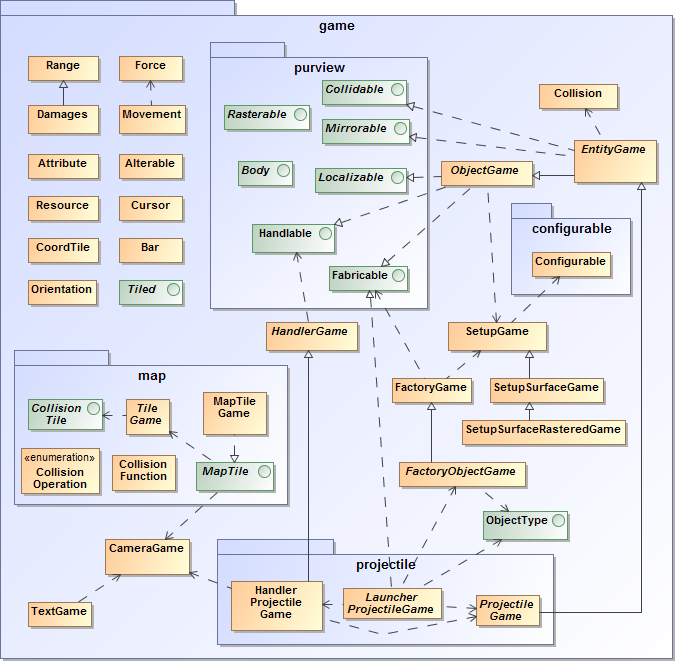 game
Range
Force
Damages
Movement
Attribute
Alterable
Resource
Cursor
CoordTile
Bar
Orientation
Tiled
purview
Collidable
Rasterable
Mirrorable
Body
Localizable
Handlable
Fabricable
Collision
EntityGame
ObjectGame
configurable
Configurable
HandlerGame
SetupGame
FactoryGame
SetupSurfaceGame
SetupSurfaceRasteredGame
FactoryObjectGame
ObjectType
map
Collision
Tile
Tile
Game
MapTile
Game
«enumeration»
Collision
Operation
Collision
Function
MapTile
CameraGame
TextGame
projectile
Handler
Projectile
Game
Launcher
ProjectileGame
Projectile
Game